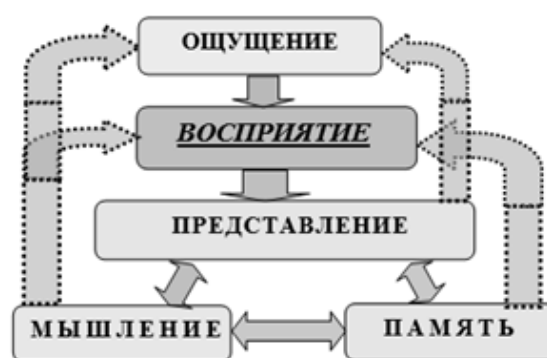 ОЩУЩЕНИЕ
ВОСПРИЯТИЕ
ПРЕДСТАВЛЕНИЕ
МЫШЛЕНИЕ
ПАМЯТЬ